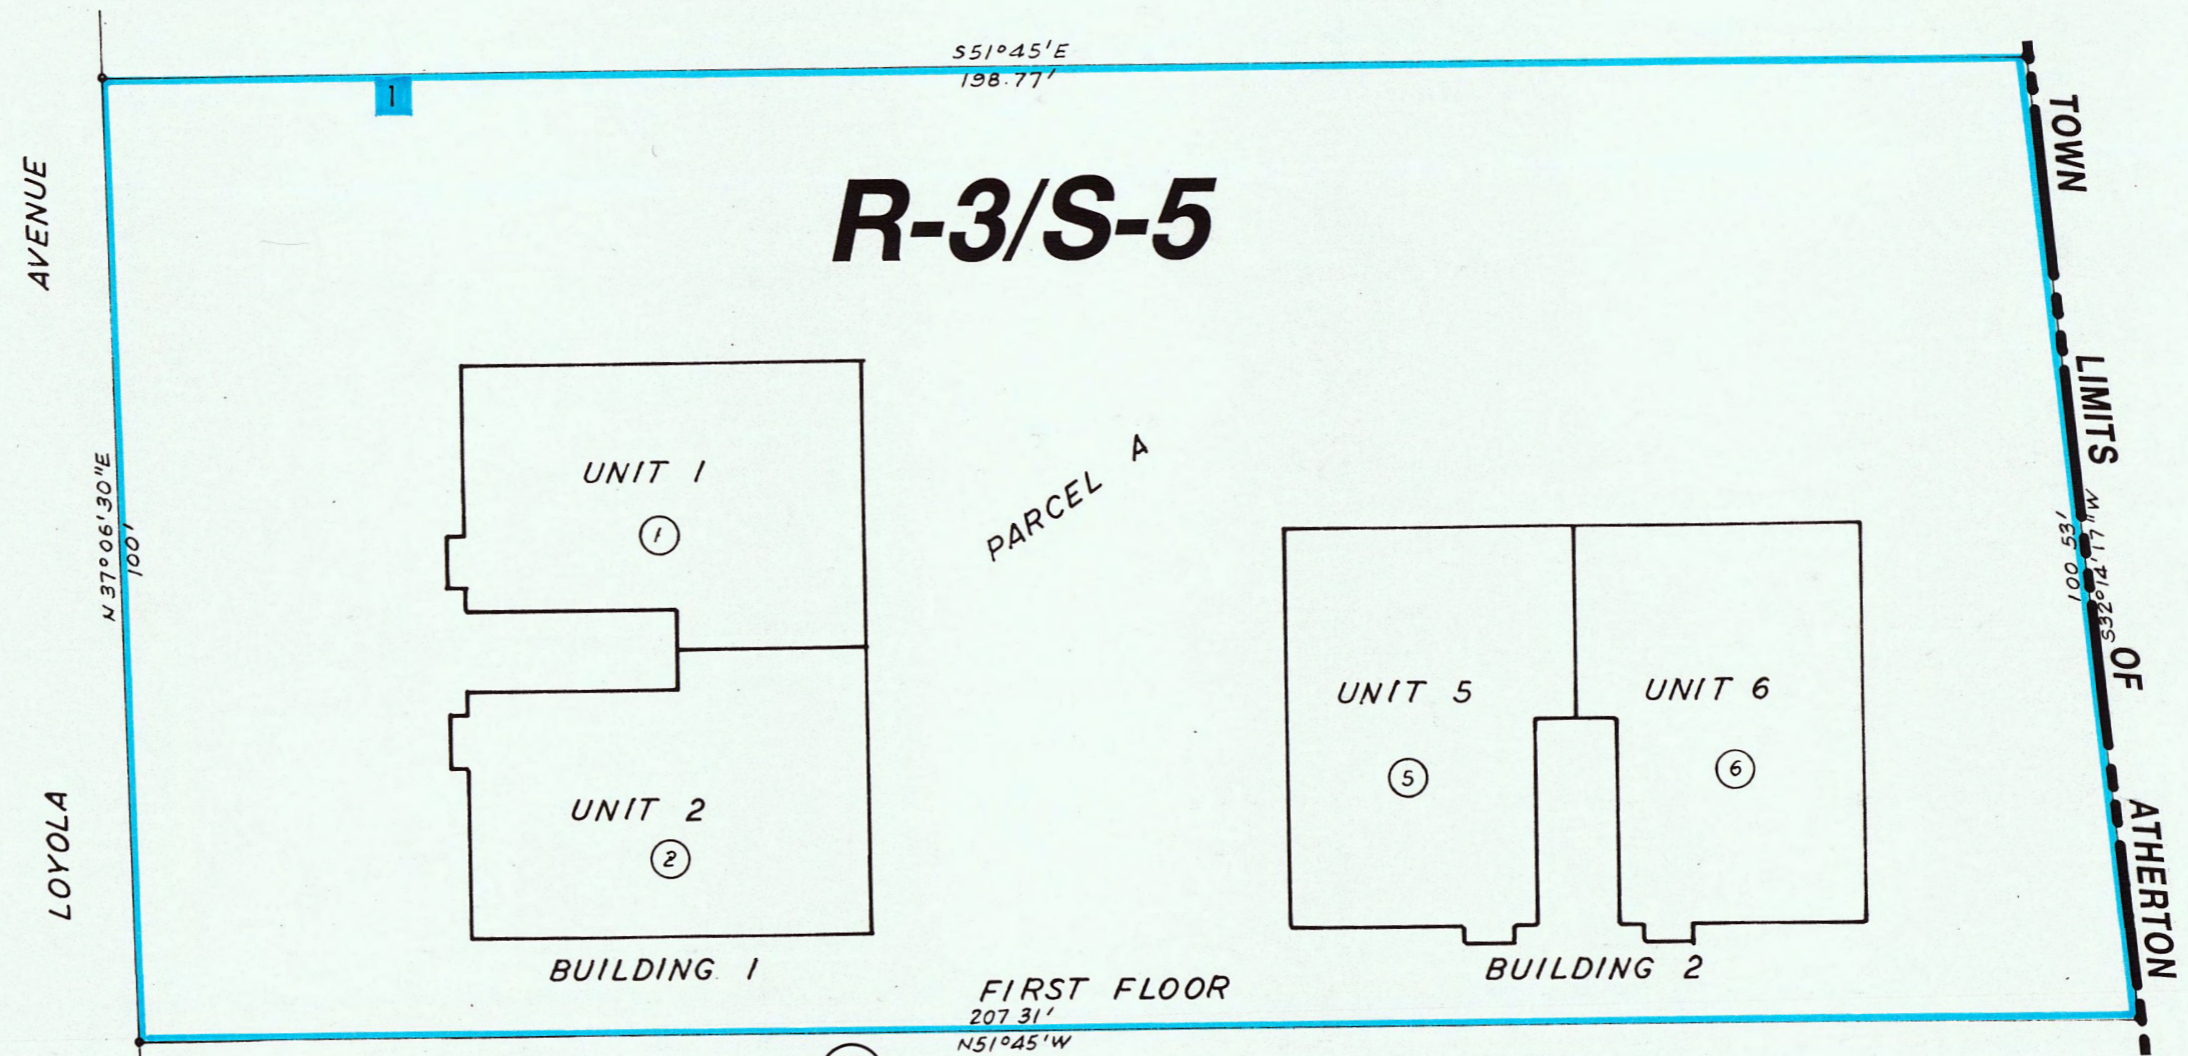 S51°45'E
198.77'
1
R-3/S-5
TOWN LIMITS OF ATHERTON
LOYOLA AVENUE
N37°06'30"E
100'
UNIT 1
1
PARCEL A
100 53'
S32°14'17"W
UNIT 5
5
UNIT 6
6
UNIT 2
2
BUILDING 1
BUILDING 2
FIRST FLOOR
207 31'
N51°45'W